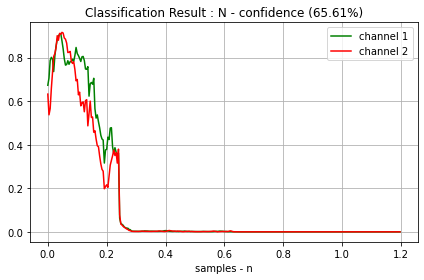 Classification Result : N - confidence (65.61%)
channel 1
channel 2
0.8
0.6
0.4
0.2
0.0
0.0 0.2 0.4 0.6 0.8 1.0 1.2
samples - n